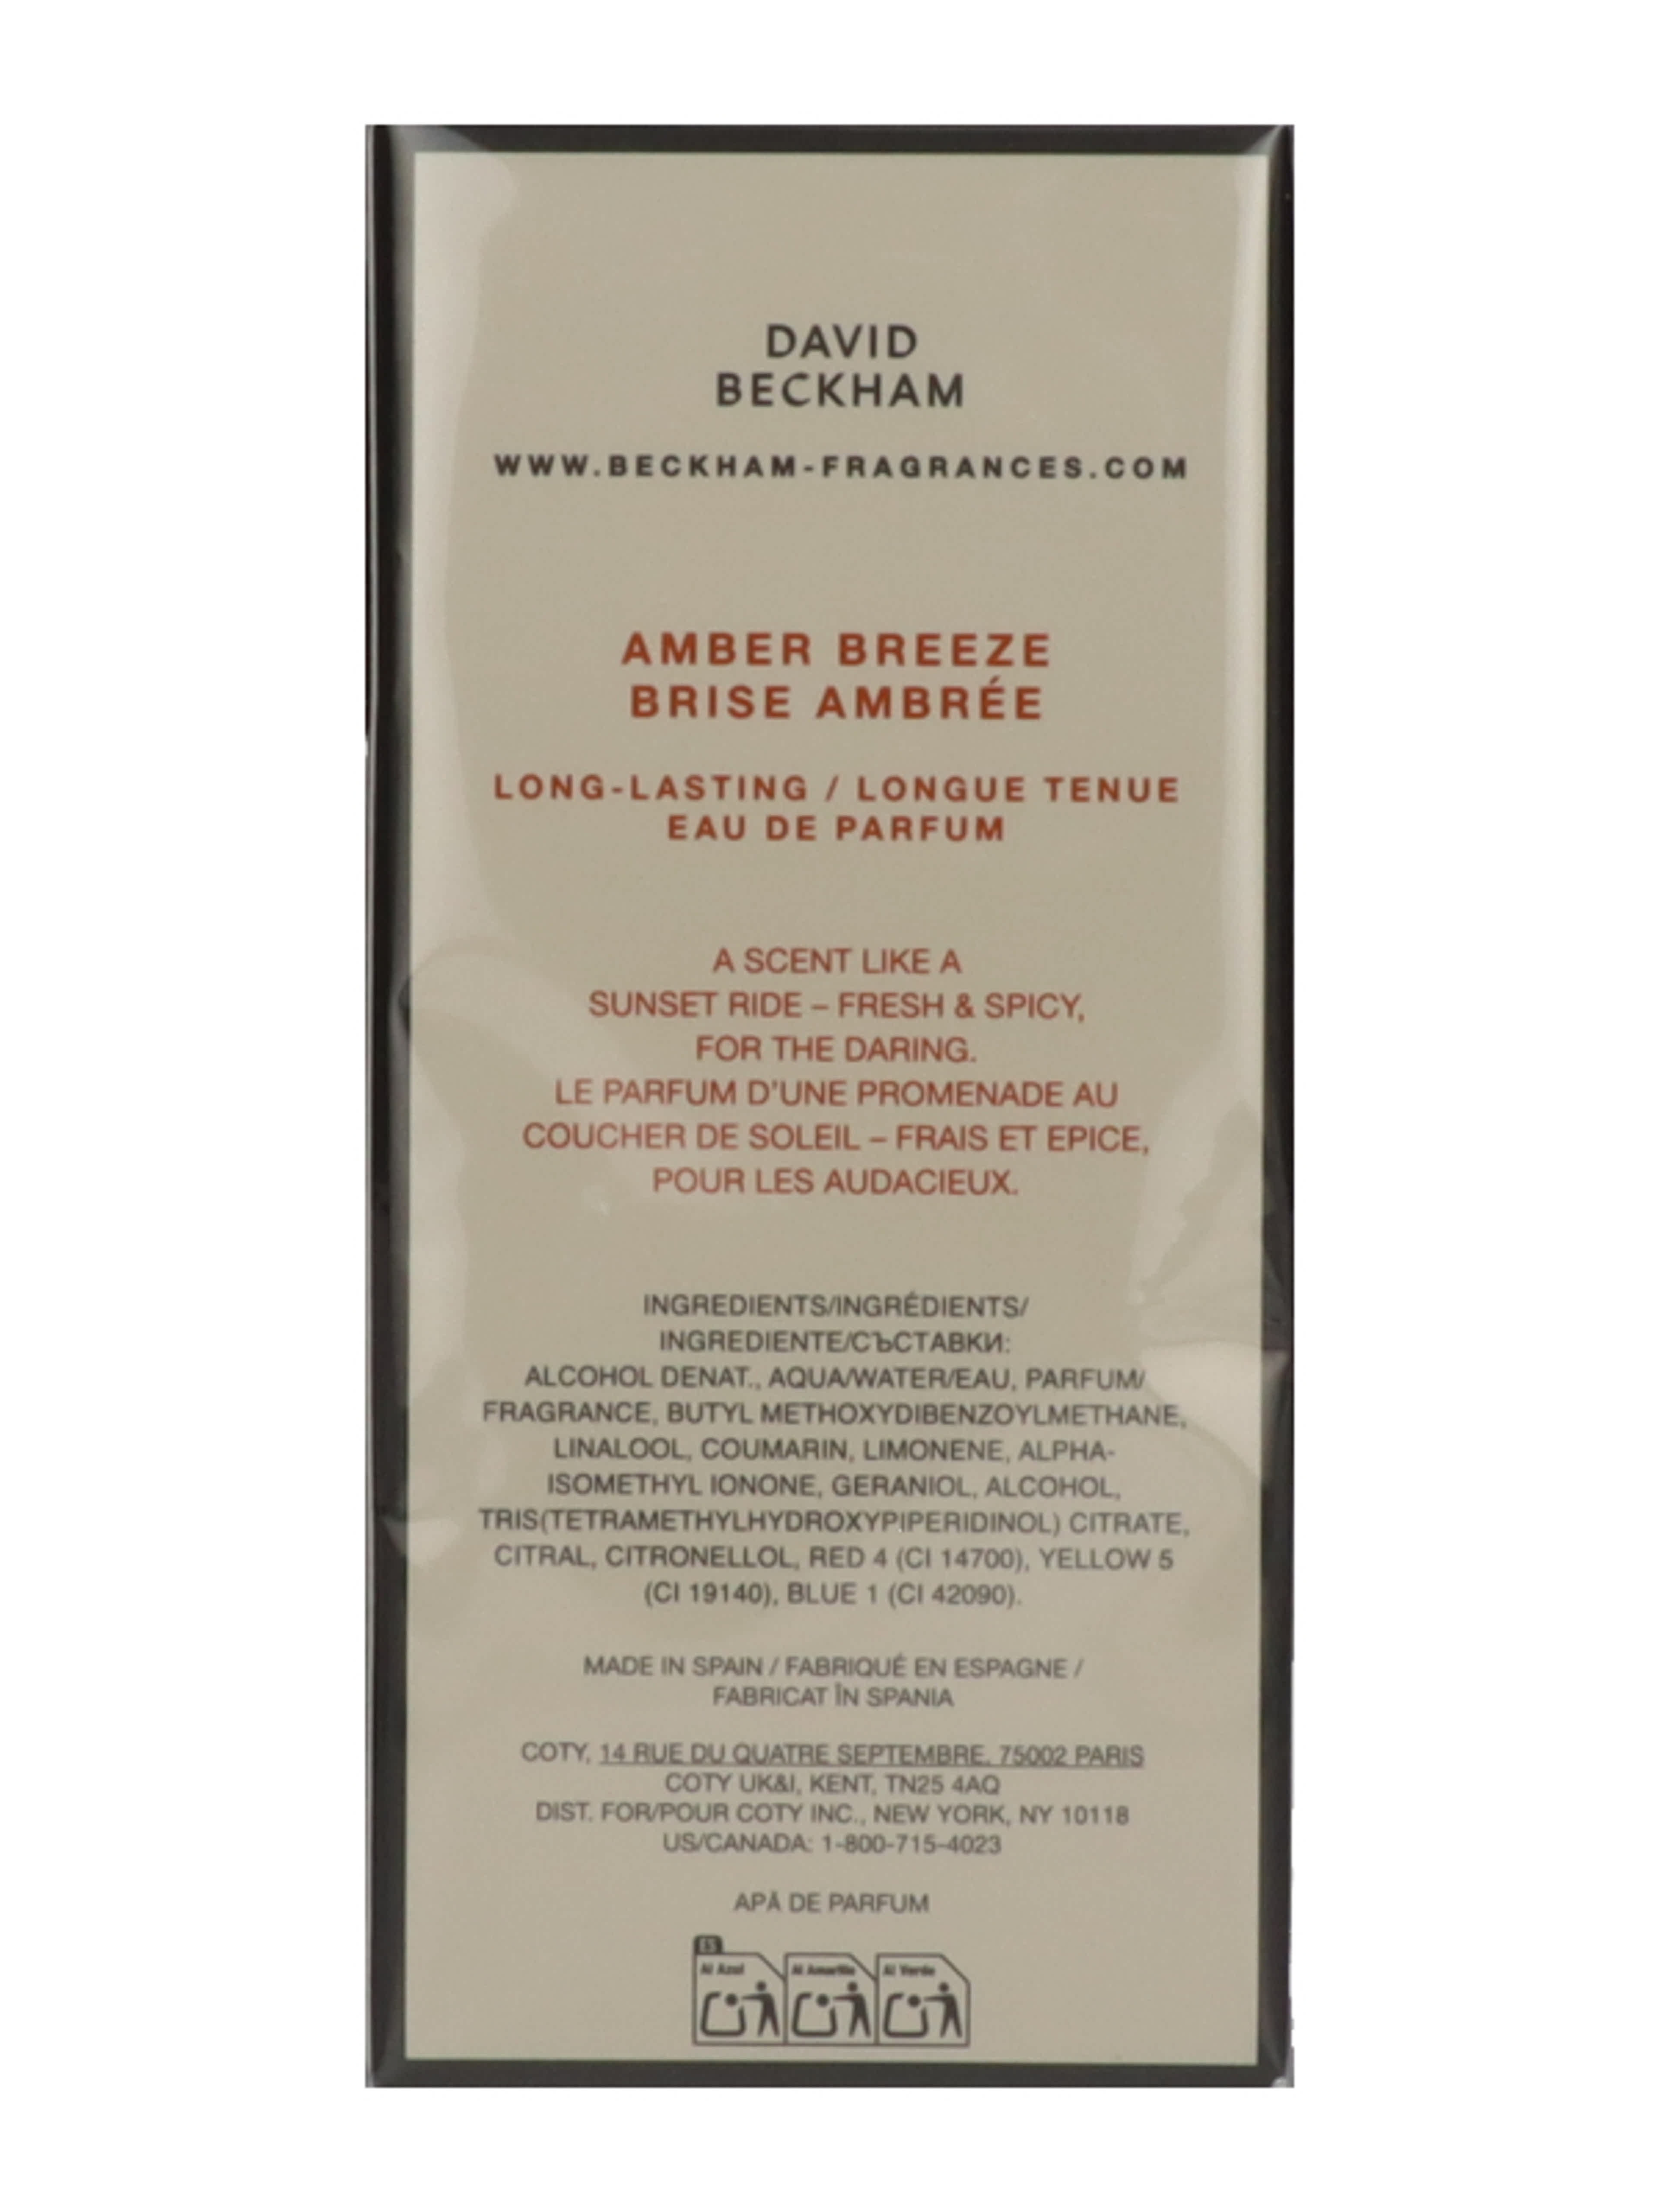 DAVID
BECKHAM
WWW.BECKHAM-FRAGRANCES.COM
AMBER BREEZE
BRISE AMBRÉE
LONG-LASTING / LONGUE TENUE
EAU DE PARFUM
A SCENT LIKE A
SUNSET RIDE – FRESH & SPICY,
FOR THE DARING.
LE PARFUM D'UNE PROMENADE AU
COUCHER DE SOLEIL – FRAIS ET EPICE,
POUR LES AUDACIEUX.
INGREDIENTS/INGRÉDIENTS/
INGREDIENTE/СЪСТАВКИ:
ALCOHOL DENAT., AQUA/WATER/EAU, PARFUM/
FRAGRANCE, BUTYL METHOXYDIBENZOYLMETHANE,
LINALOOL, COUMARIN, LIMONENE, ALPHA-
ISOMETHYL IONONE, GERANIOL, ALCOHOL,
TRIS(TETRAMETHYLHYDROXYPIPERIDINOL) CITRATE,
CITRAL, CITRONELLOL, RED 4 (CI 14700), YELLOW 5
(CI 19140), BLUE 1 (CI 42090).
MADE IN SPAIN / FABRIQUÉ EN ESPAGNE /
FABRICAT ÎN SPANIA
COTY, 14 RUE DU QUATRE SEPTEMBRE, 75002 PARIS
COTY UK&I, KENT, TN25 4AQ
DIST. FOR/POUR COTY INC., NEW YORK, NY 10118
US/CANADA: 1-800-715-4023
APĂ DE PARFUM
ES
Al Azul Al Amarillo Al Verde